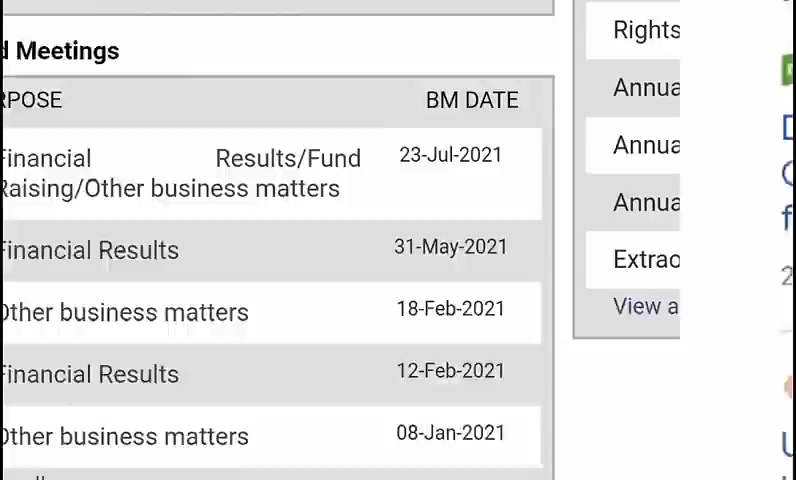 d Meetings
RPOSE BM DATE
Financial Results/Fund 23-Jul-2021
Raising/Other business matters
Financial Results 31-May-2021
Other business matters 18-Feb-2021
Financial Results 12-Feb-2021
Other business matters 08-Jan-2021
Rights
Annua
Annua
Annua
Extrao
View a